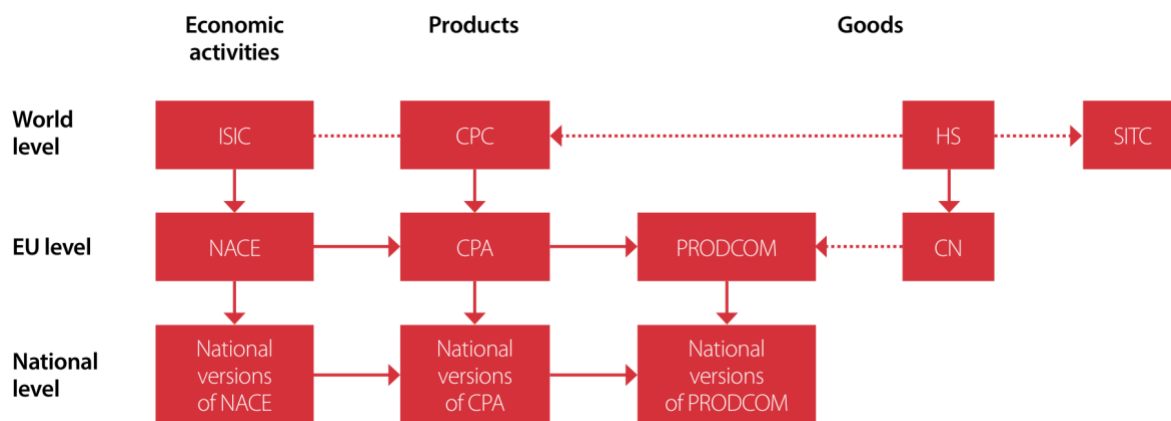 Economic
activities
Products
Goods
World
level
ISIC
CPC
HS
SITC
EU level
NACE
CPA
PRODCOM
CN
National
level
National
versions
of NACE
National
versions
of CPA
National
versions
of PRODCOM